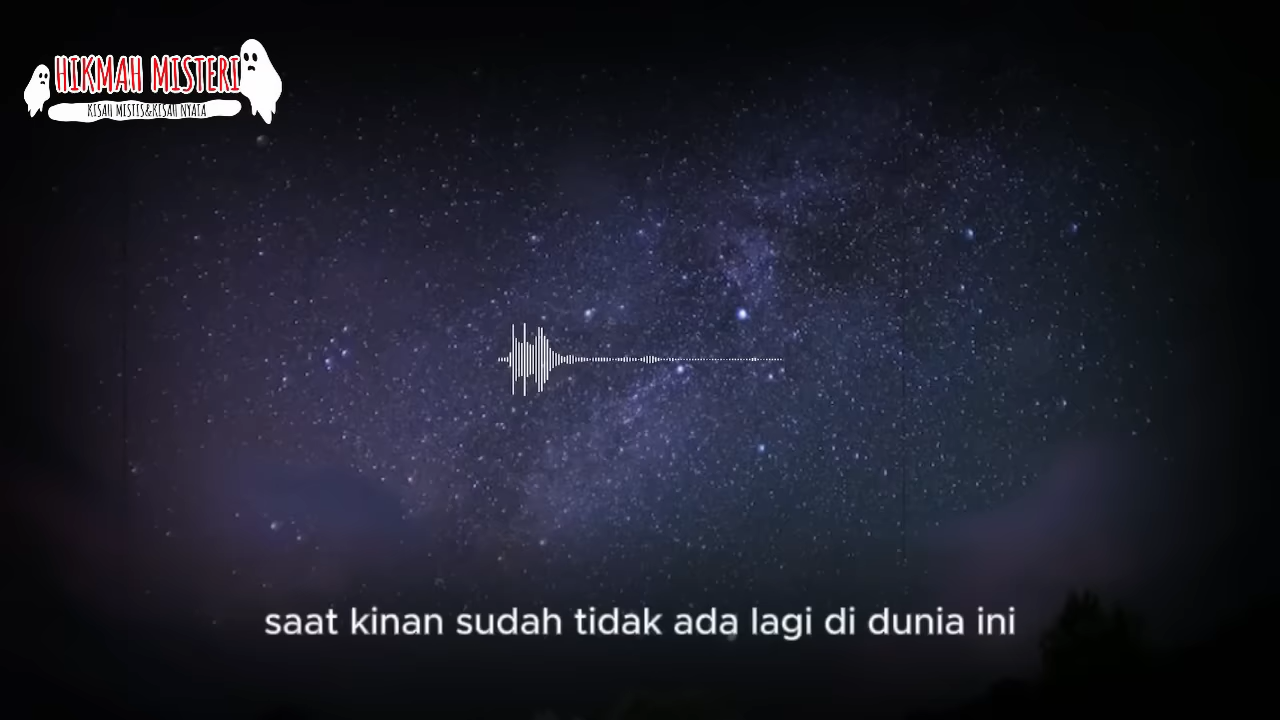 HIKMAH MISTERI
KISAH MISTIS&KISAH NYATA
saat kinan sudah tidak ada lagi di dunia ini